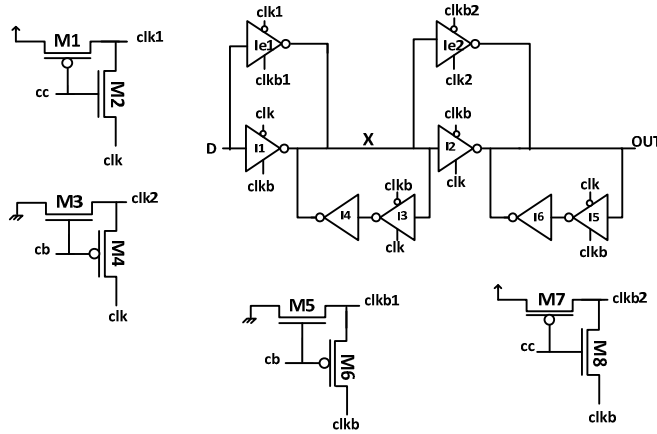 M1
clk1
cc
M2
clk
M3
clk2
cb
M4
clk
clk1
Ie1
clkb1
clk
D
I1
clkb
X
I4
clkb
I3
clk
clkb2
Ie2
clk2
clkb
I2
clk
OUT
I6
clk
I5
clkb
M5
clkb1
cb
M6
clkb
M7
clkb2
cc
M8
clkb